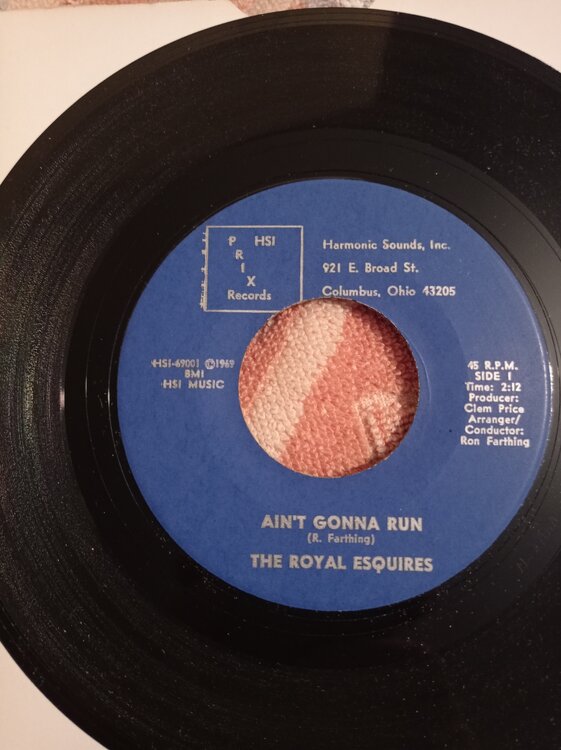 P HSI
R
I
X
Records
Harmonic Sounds, Inc.
921 E. Broad St.
Columbus, Ohio 43205
HSI-69001 ©1969
BMI
HSI MUSIC
45 R.P.M.
SIDE 1
Time: 2:12
Producer:
Clem Price
Arranger/
Conductor:
Ron Farthing
AIN'T GONNA RUN
(R. Farthing)
THE ROYAL ESQUIRES